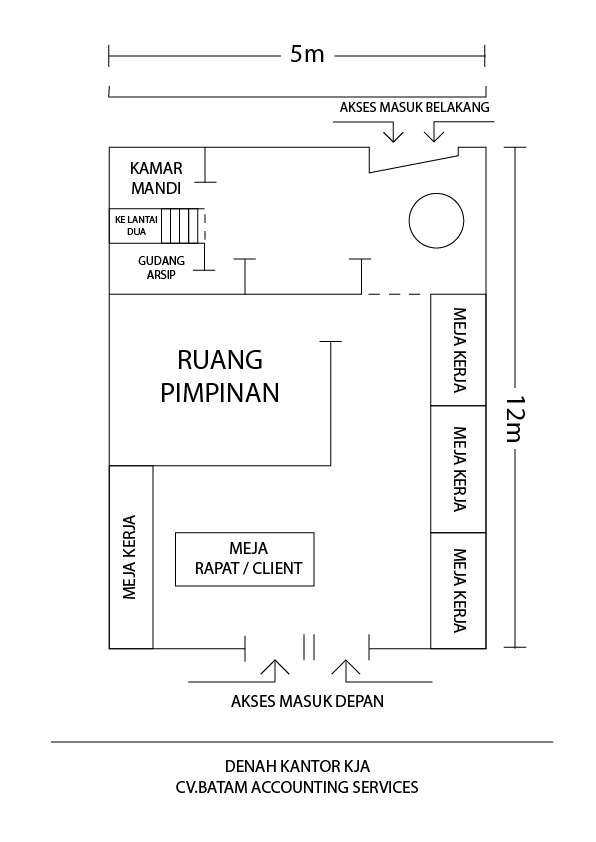 5m
AKSES MASUK BELAKANG
KAMAR
MANDI
KE LANTAI
DUA
GUDANG
ARSIP
RUANG
PIMPINAN
MEJA KERJA
12m
MEJA KERJA
MEJA KERJA
MEJA
RAPAT / CLIENT
MEJA KERJA
AKSES MASUK DEPAN
DENAH KANTOR KJA
CV.BATAM ACCOUNTING SERVICES